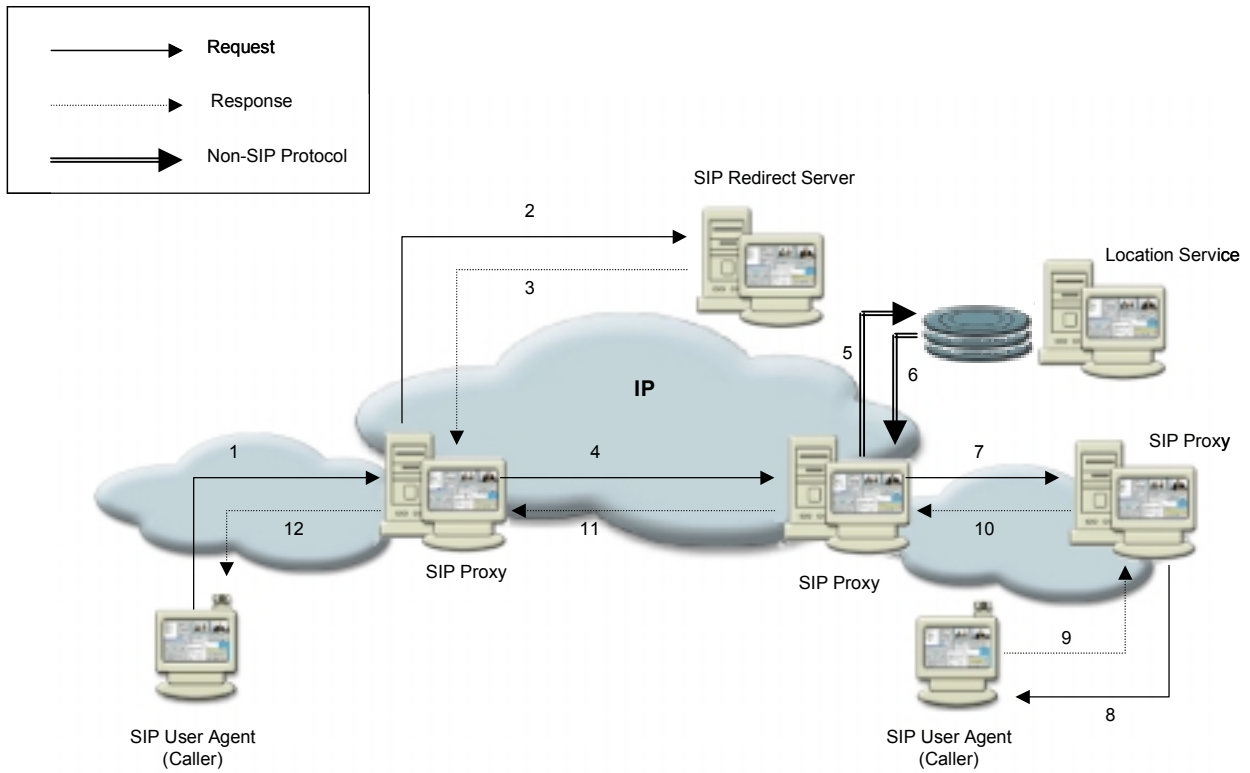 Request
Response
Non-SIP Protocol
SIP Redirect Server
2
Location Service
3
5
6
IP
1
4
7
SIP Proxy
12
11
10
SIP Proxy
SIP Proxy
9
8
SIP User Agent
(Caller)
SIP User Agent
(Caller)